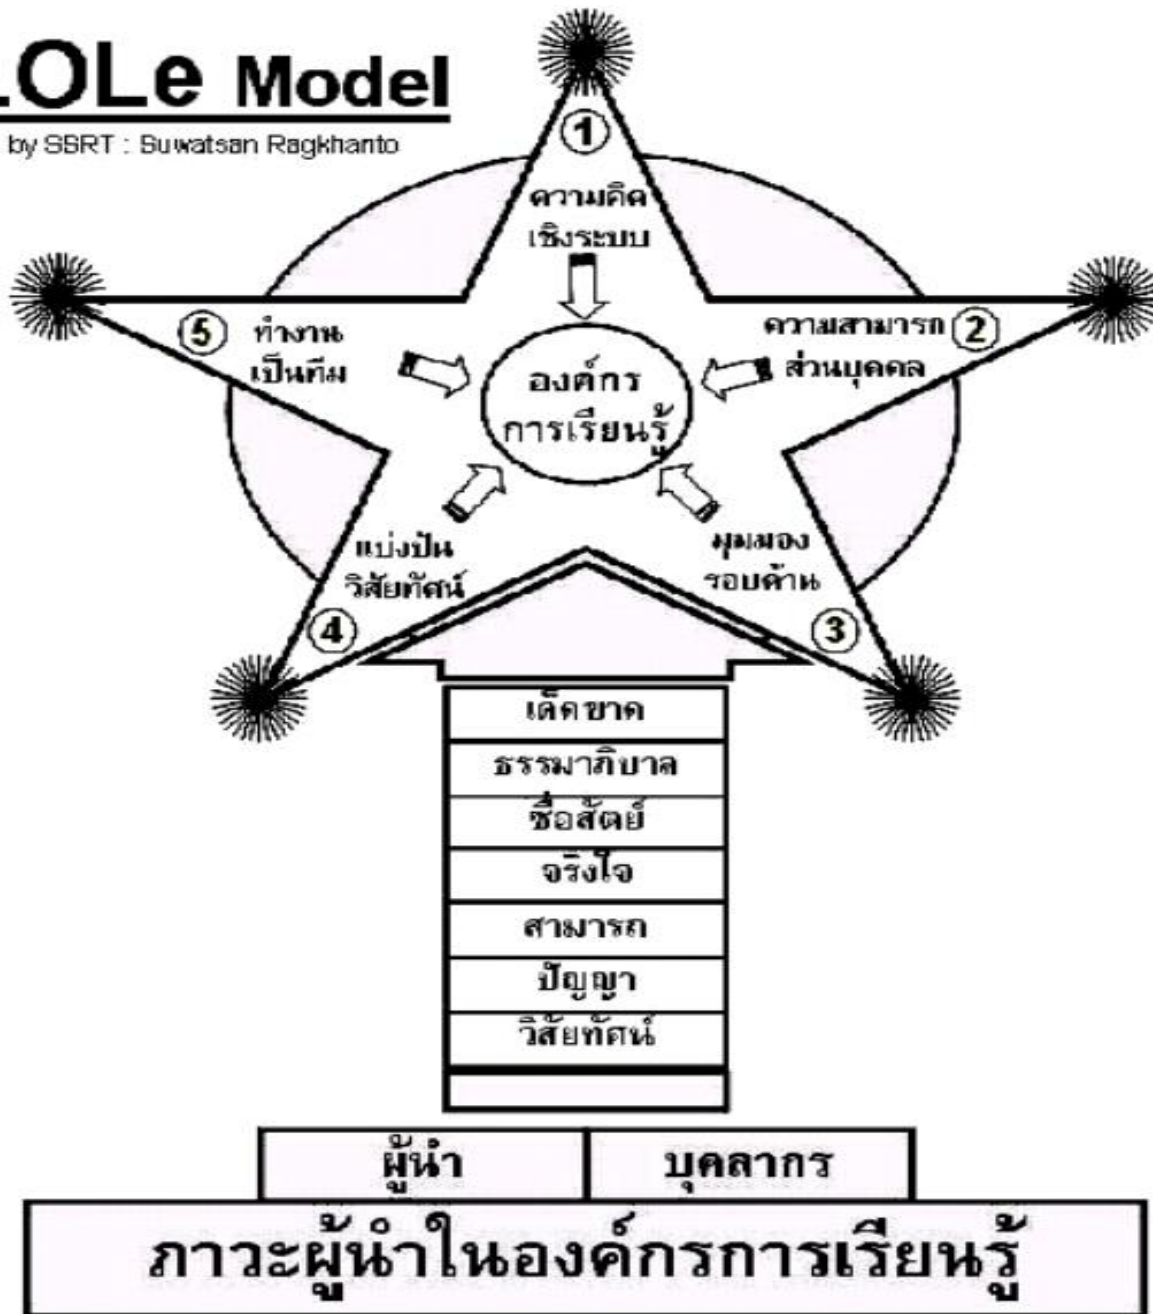 LOLe Model
by SBRT : Suwatsan Ragkhanto
1
ความคิด
เชิงระบบ
2
ความสามารถ
ส่วนบุคคล
5
ทำงาน
เป็นทีม
องค์กร
การเรียนรู้
แบ่งปัน
วิสัยทัศน์
4
มุมมอง
รอบด้าน
3
เด็ดขาด
ธรรมาภิบาล
ซื่อสัตย์
จริงใจ
สามารถ
ปัญญา
วิสัยทัศน์
ผู้นำ
บุคลากร
ภาวะผู้นำในองค์กรการเรียนรู้